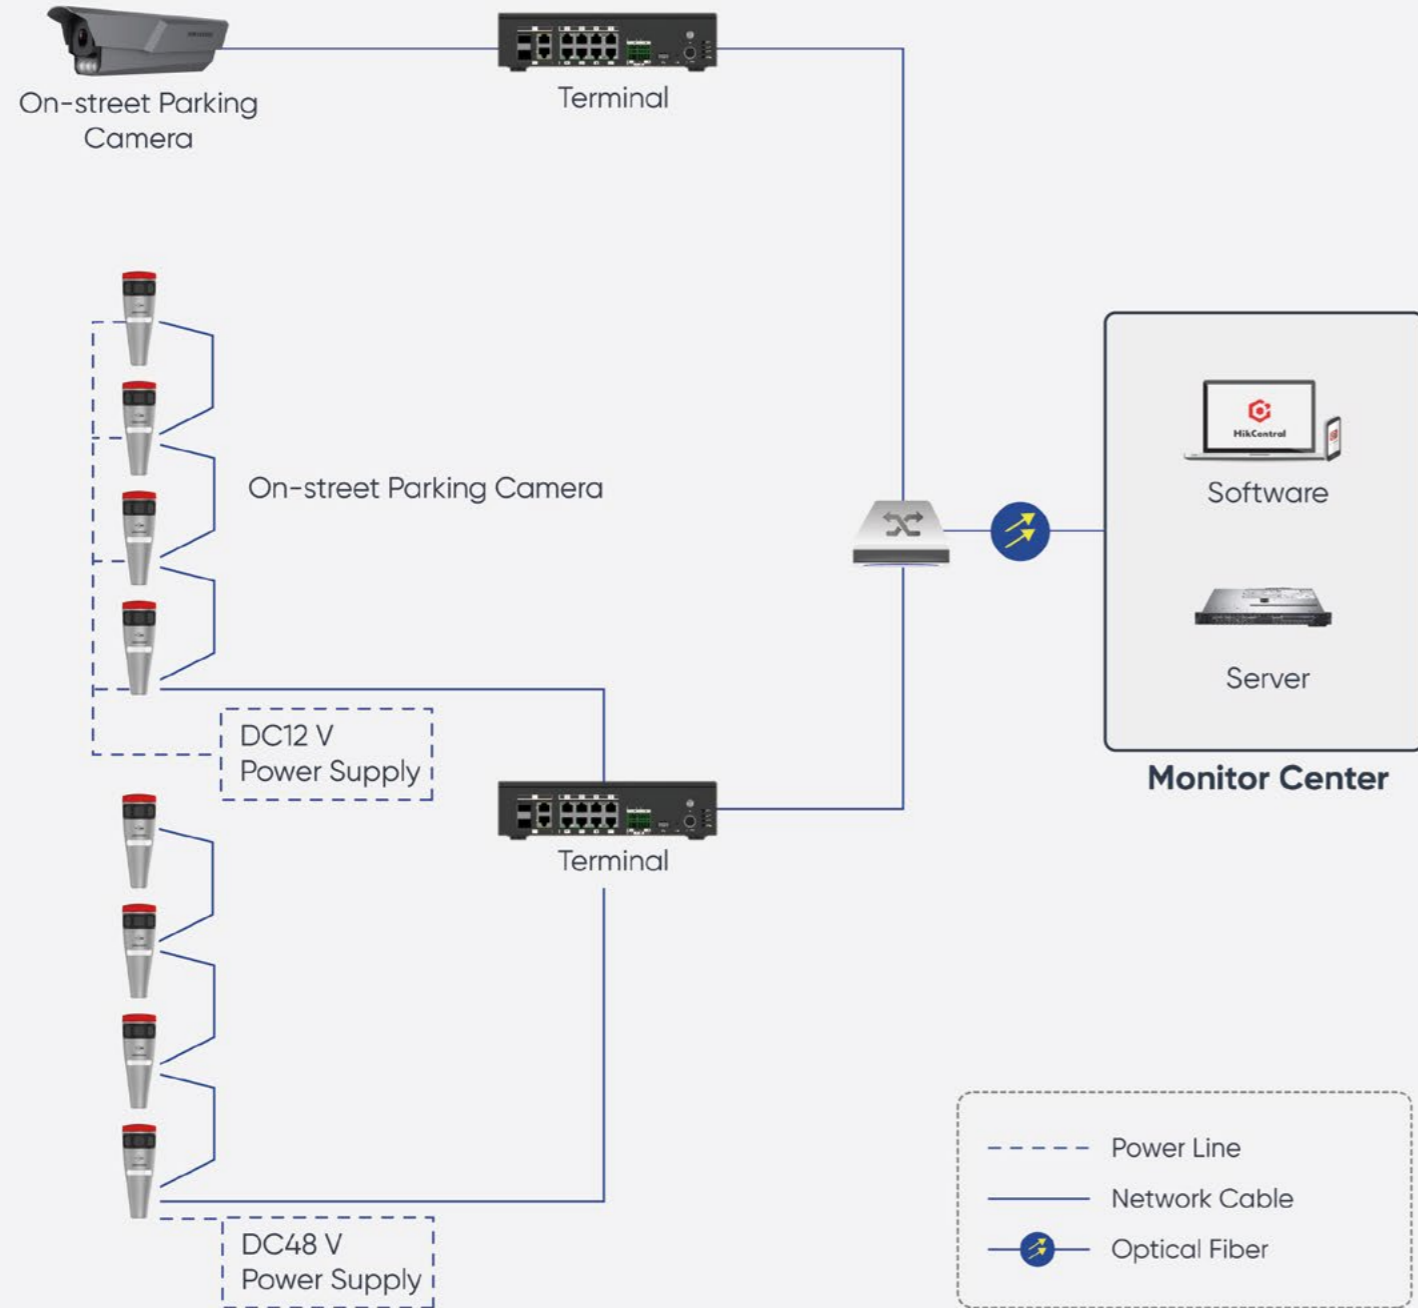 On-street Parking
Camera
Terminal
On-street Parking Camera
HikCentral
Software
Server
Monitor Center
DC12 V
Power Supply
Terminal
DC48 V
Power Supply
Power Line
Network Cable
Optical Fiber